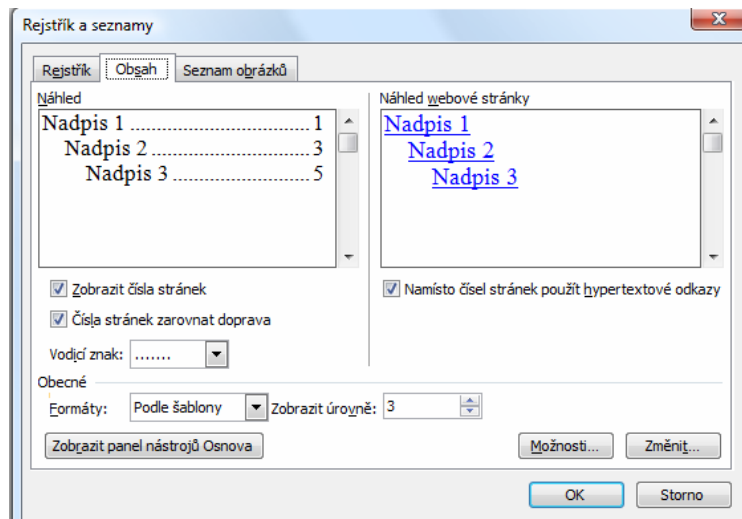 Rejstřík a seznamy
Rejstřík Obsah Seznam obrázků
Náhled
Nadpis 1 ................................ 1
Nadpis 2 ............................ 3
Nadpis 3 ........................ 5
Náhled webové stránky
Nadpis 1
Nadpis 2
Nadpis 3
Zobrazit čísla stránek
Čísla stránek zarovnat doprava
Vodicí znak: .......
Namísto čísel stránek použít hypertextové odkazy
Obecné
Formáty: Podle šablony Zobrazit úrovně: 3
Zobrazit panel nástrojů Osnova Možnosti... Změnit...
OK Storno